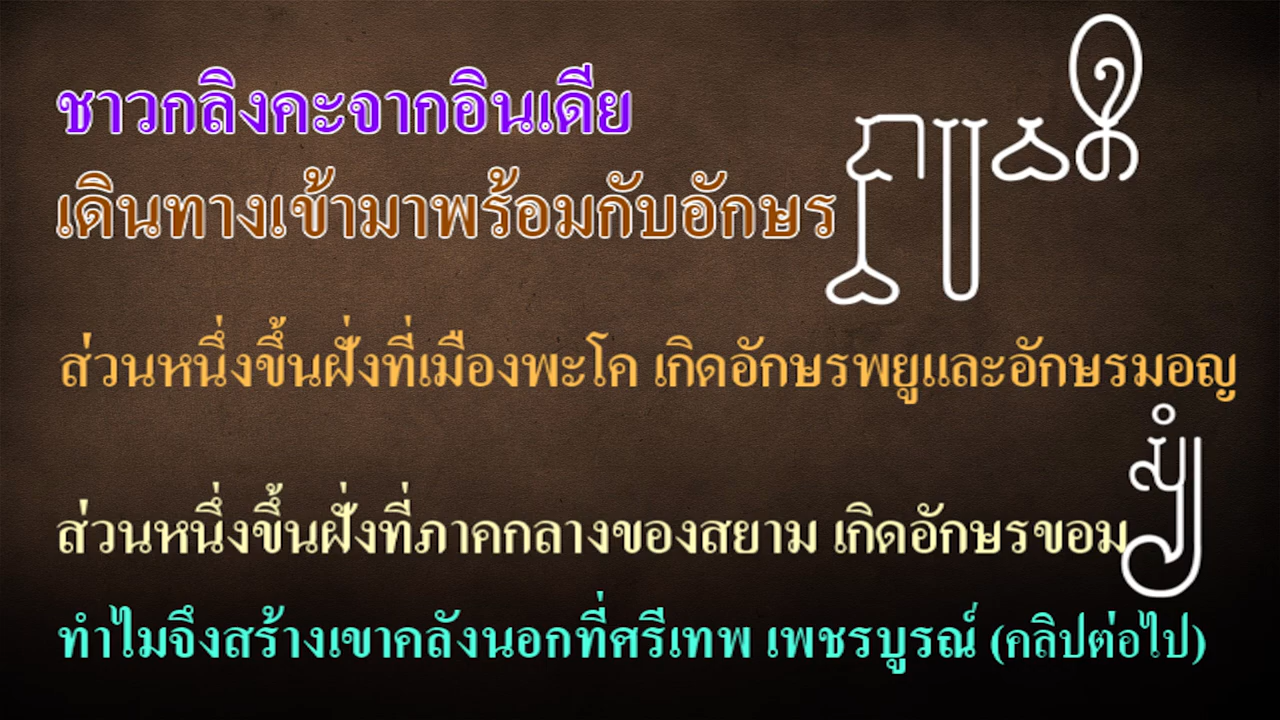 ชาวกลิงคะจากอินเดีย
เดินทางเข้ามาพร้อมกับอักษร
ส่วนหนึ่งขึ้นฝั่งที่เมืองพะโค เกิดอักษรพยูและอักษรมอญ
ส่วนหนึ่งขึ้นฝั่งที่ภาคกลางของสยาม เกิดอักษรขอม
ทำไมจึงสร้างเขาคลังนอกที่ศรีเทพ เพชรบูรณ์ (คลิปต่อไป)